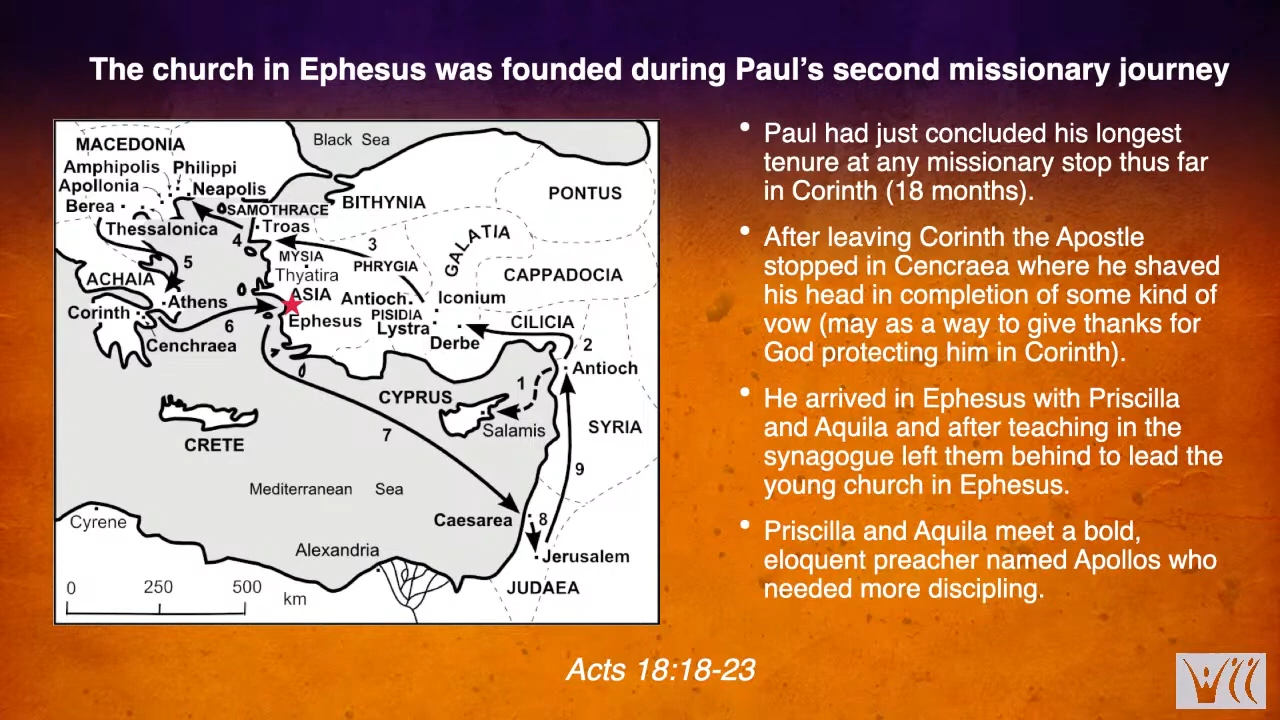 The church in Ephesus was founded during Paul’s second missionary journey
Black Sea
MACEDONIA
Amphipolis Philippi
Apollonia
Neapolis
Berea
SAMOTHRACE
BITHYNIA
PONTUS
Thessalonica
Troas
4
3
GALATIA
5
MYSIA
PHRYGIA
Thyatira
CAPPADOCIA
ACHAIA
ASIA
Antioch
Iconium
Athens
Corinth
PISIDIA
Ephesus
Lystra
CILICIA
6
Cenchraea
Derbe
2
Antioch
1
CYPRUS
Salamis
SYRIA
7
CRETE
9
Mediterranean Sea
Cyrene
Caesarea
8
Alexandria
Jerusalem
JUDAEA
0 250 500
km
• Paul had just concluded his longest
tenure at any missionary stop thus far
in Corinth (18 months).
• After leaving Corinth the Apostle
stopped in Cencraea where he shaved
his head in completion of some kind of
vow (may as a way to give thanks for
God protecting him in Corinth).
• He arrived in Ephesus with Priscilla
and Aquila and after teaching in the
synagogue left them behind to lead the
young church in Ephesus.
• Priscilla and Aquila meet a bold,
eloquent preacher named Apollos who
needed more discipling.
Acts 18:18-23